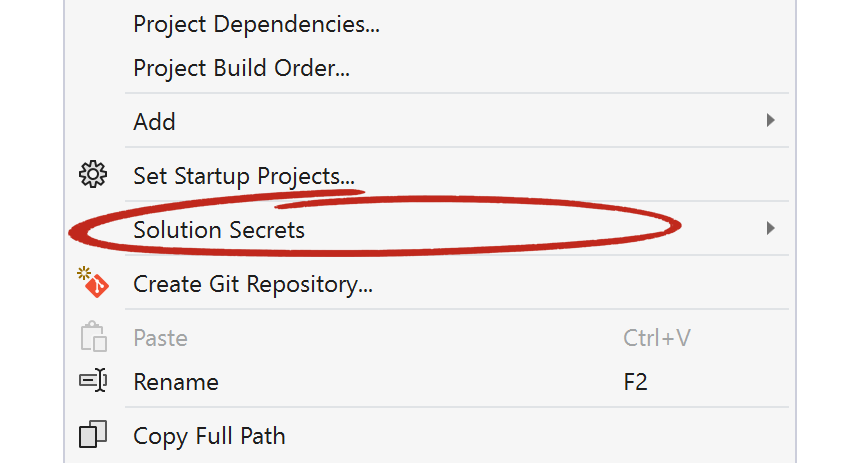 Project Dependencies...
Project Build Order...
Add
Set Startup Projects...
Solution Secrets
Create Git Repository...
Paste Ctrl+V
Rename F2
Copy Full Path